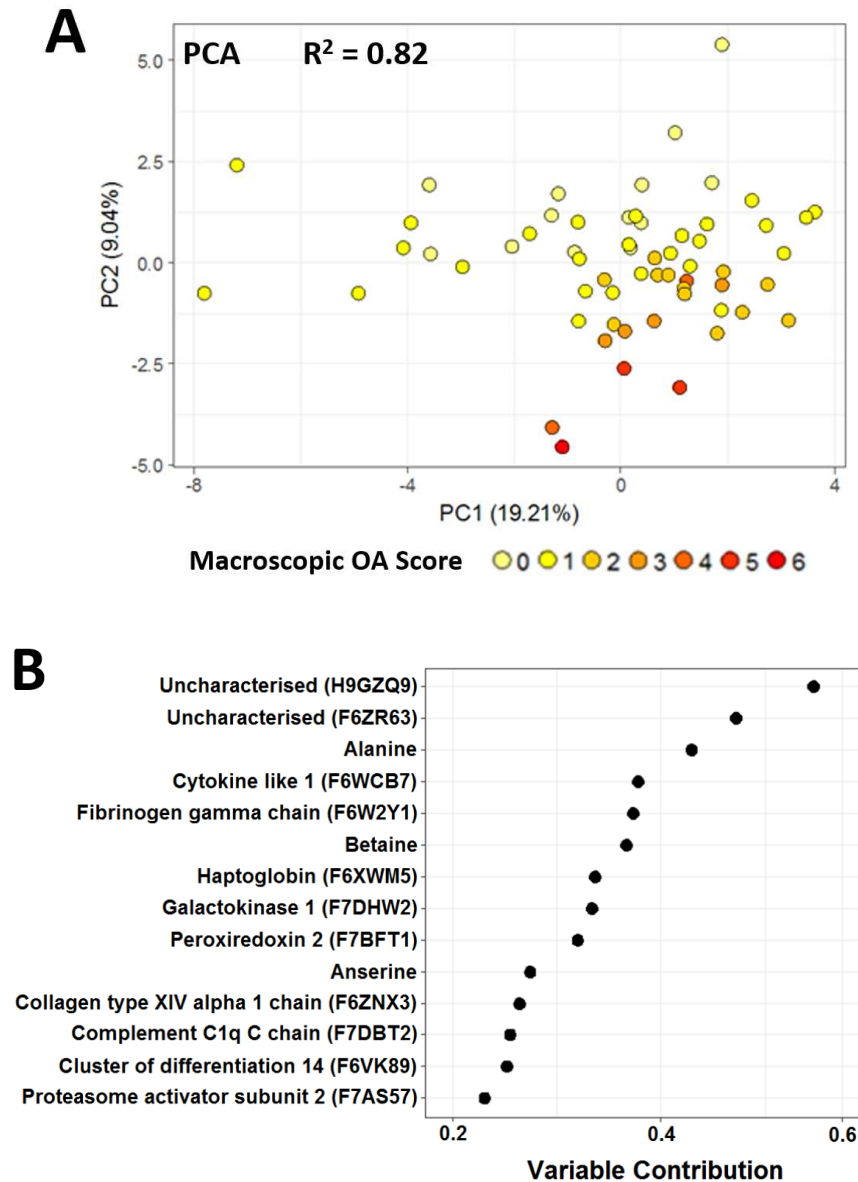 A
PCA R² = 0.82
5.0
2.5
0.0
-2.5
-5.0
PC2 (9.04%)
-8 -4 0 4
PC1 (19.21%)
Macroscopic OA Score 0 1 2 3 4 5 6
B
Uncharacterised (H9GZQ9)
Uncharacterised (F6ZR63)
Alanine
Cytokine like 1 (F6WCB7)
Fibrinogen gamma chain (F6W2Y1)
Betaine
Haptoglobin (F6XWM5)
Galactokinase 1 (F7DHW2)
Peroxiredoxin 2 (F7BFT1)
Anserine
Collagen type XIV alpha 1 chain (F6ZNX3)
Complement C1q C chain (F7DBT2)
Cluster of differentiation 14 (F6VK89)
Proteasome activator subunit 2 (F7AS57)
0.2 0.4 0.6
Variable Contribution